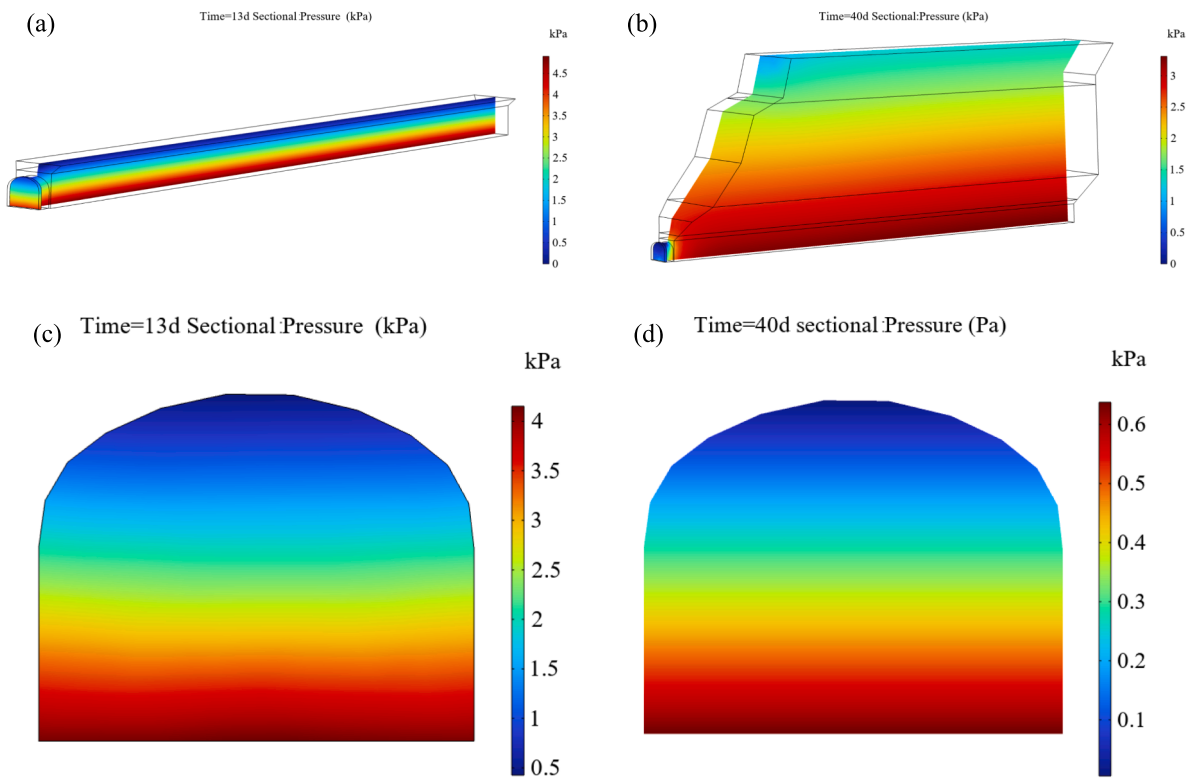 (a)
Time=13d Sectional:Pressure (kPa)
kPa
4.5
4
3.5
3
2.5
2
1.5
1
0.5
0
(b)
Time=40d Sectional:Pressure (kPa)
kPa
3
2.5
2
1.5
1
0.5
0
(c)
Time=13d Sectional:Pressure (kPa)
kPa
4
3.5
3
2.5
2
1.5
1
0.5
(d)
Time=40d sectional:Pressure (Pa)
kPa
0.6
0.5
0.4
0.3
0.2
0.1